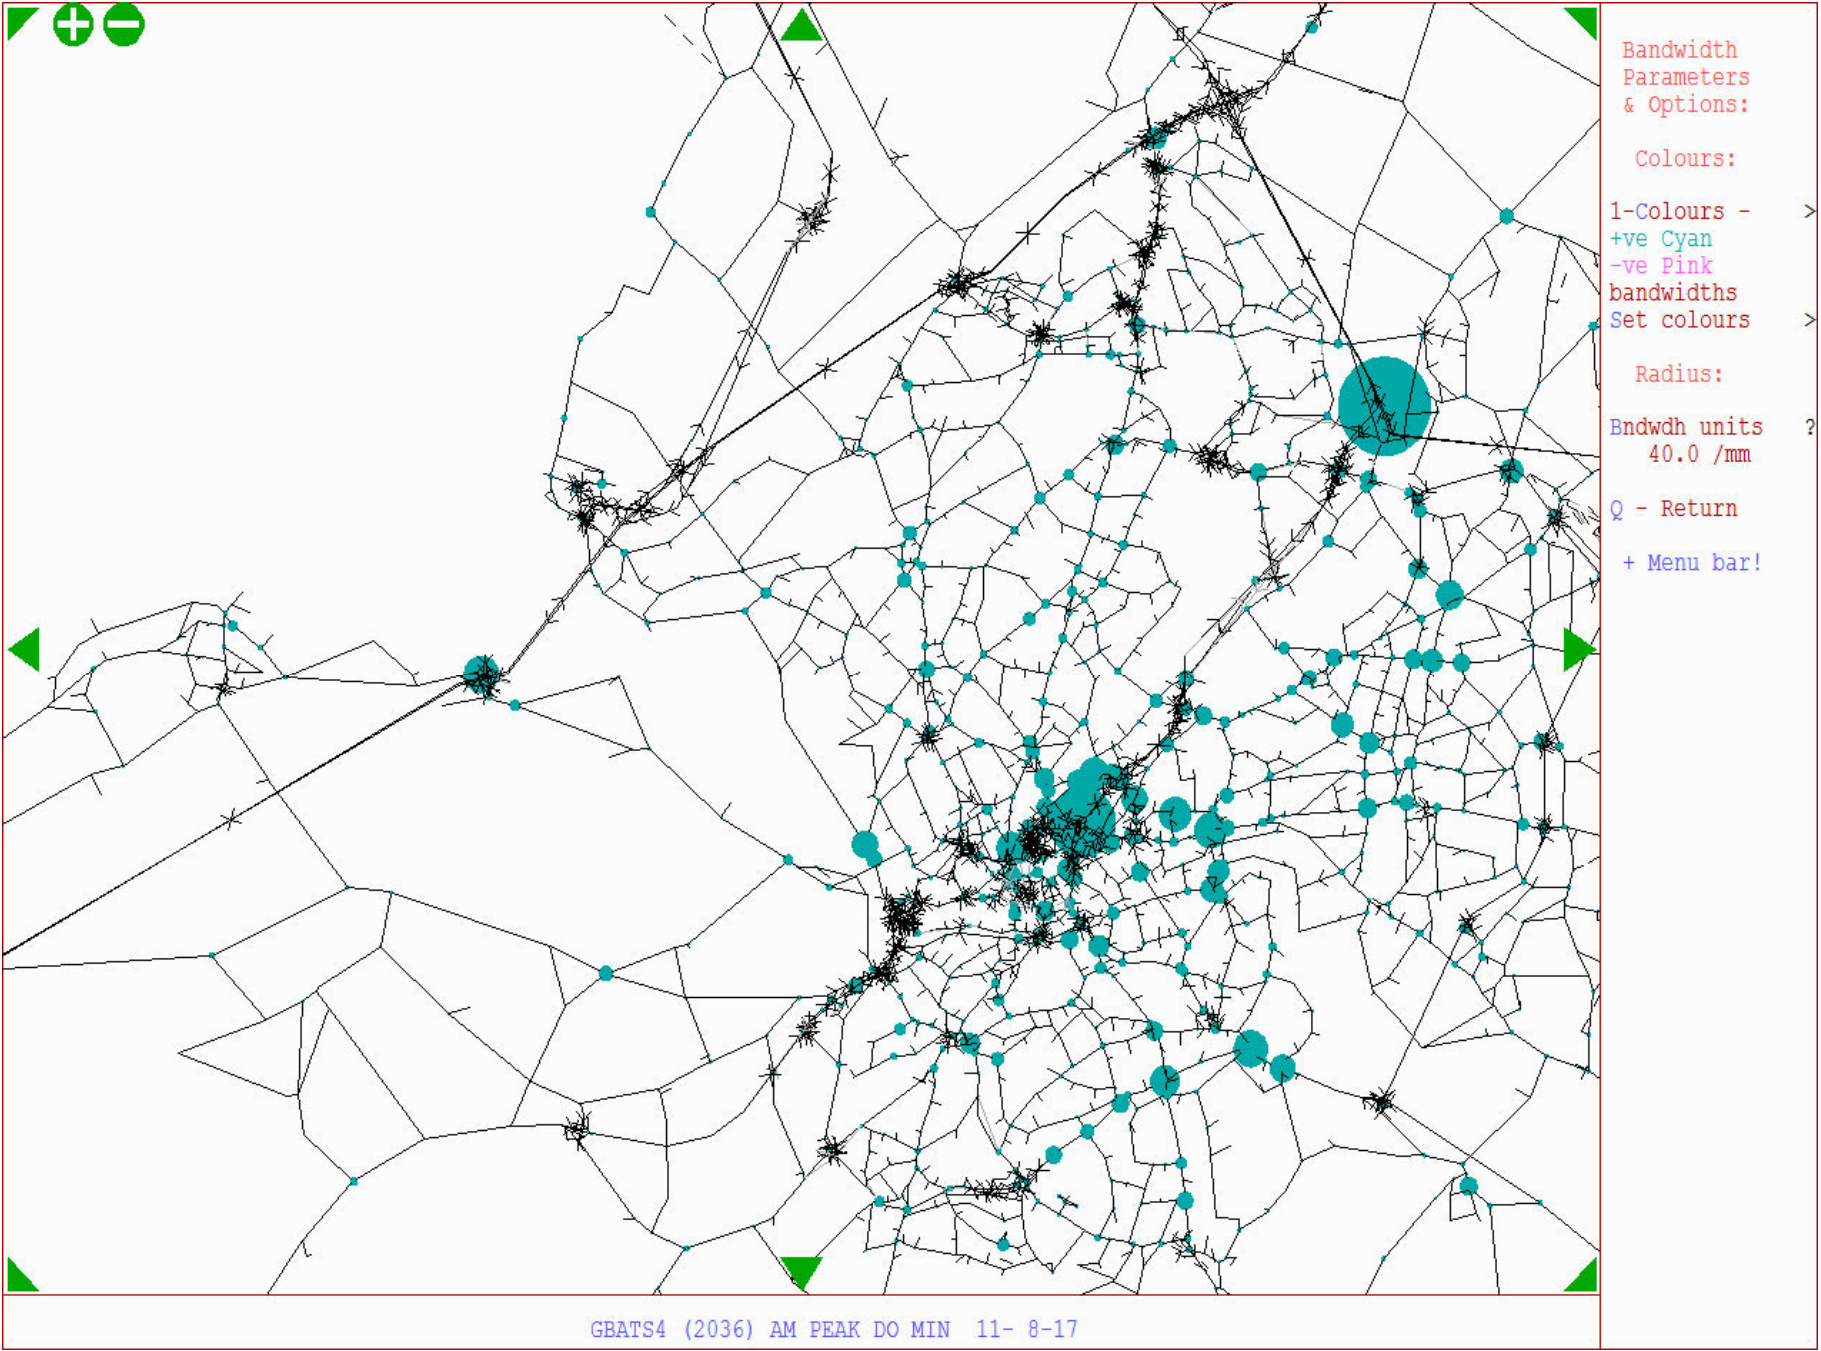 Bandwidth
Parameters
& Options:
Colours:
1-Colours - >
+ve Cyan
-ve Pink
bandwidths
Set colours >
Radius:
Bndwdh units ?
40.0 /mm
Q - Return
+ Menu bar!
GBATS4 (2036) AM PEAK DO MIN 11- 8-17